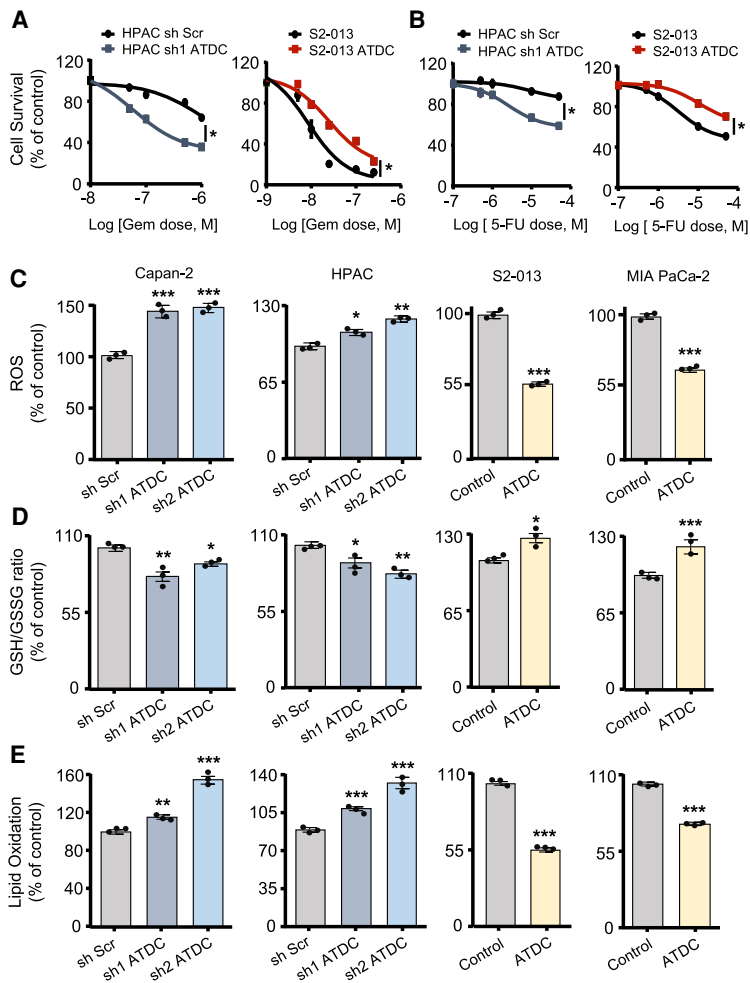 A
HPAC sh Scr
HPAC sh1 ATDC
S2-013
S2-013 ATDC
B
HPAC sh Scr
HPAC sh1 ATDC
S2-013
S2-013 ATDC
Cell Survival
(% of control)
120
80
40
0
*
-8 -7 -6
Log [Gem dose, M]
120
80
40
0
*
-9 -8 -7 -6
Log [Gem dose, M]
120
80
40
0
*
-7 -6 -5 -4
Log [ 5-FU dose, M]
120
80
40
0
*
-7 -6 -5 -4
Log [ 5-FU dose, M]
C
Capan-2
HPAC
S2-013
MIA PaCa-2
ROS
(% of control)
150
100
50
0
*** ***
sh Scr
sh1 ATDC
sh2 ATDC
130
65
0
* **
sh Scr
sh1 ATDC
sh2 ATDC
100
55
0
***
Control
ATDC
100
55
0
***
Control
ATDC
D
GSH/GSSG ratio
(% of control)
110
55
0
** *
sh Scr
sh1 ATDC
sh2 ATDC
110
55
0
* **
sh Scr
sh1 ATDC
sh2 ATDC
130
65
0
*
Control
ATDC
130
65
0
***
Control
ATDC
E
Lipid Oxidation
(% of control)
160
120
80
40
0
** ***
sh Scr
sh1 ATDC
sh2 ATDC
140
105
70
35
0
*** ***
sh Scr
sh1 ATDC
sh2 ATDC
110
55
0
***
Control
ATDC
110
55
0
***
Control
ATDC